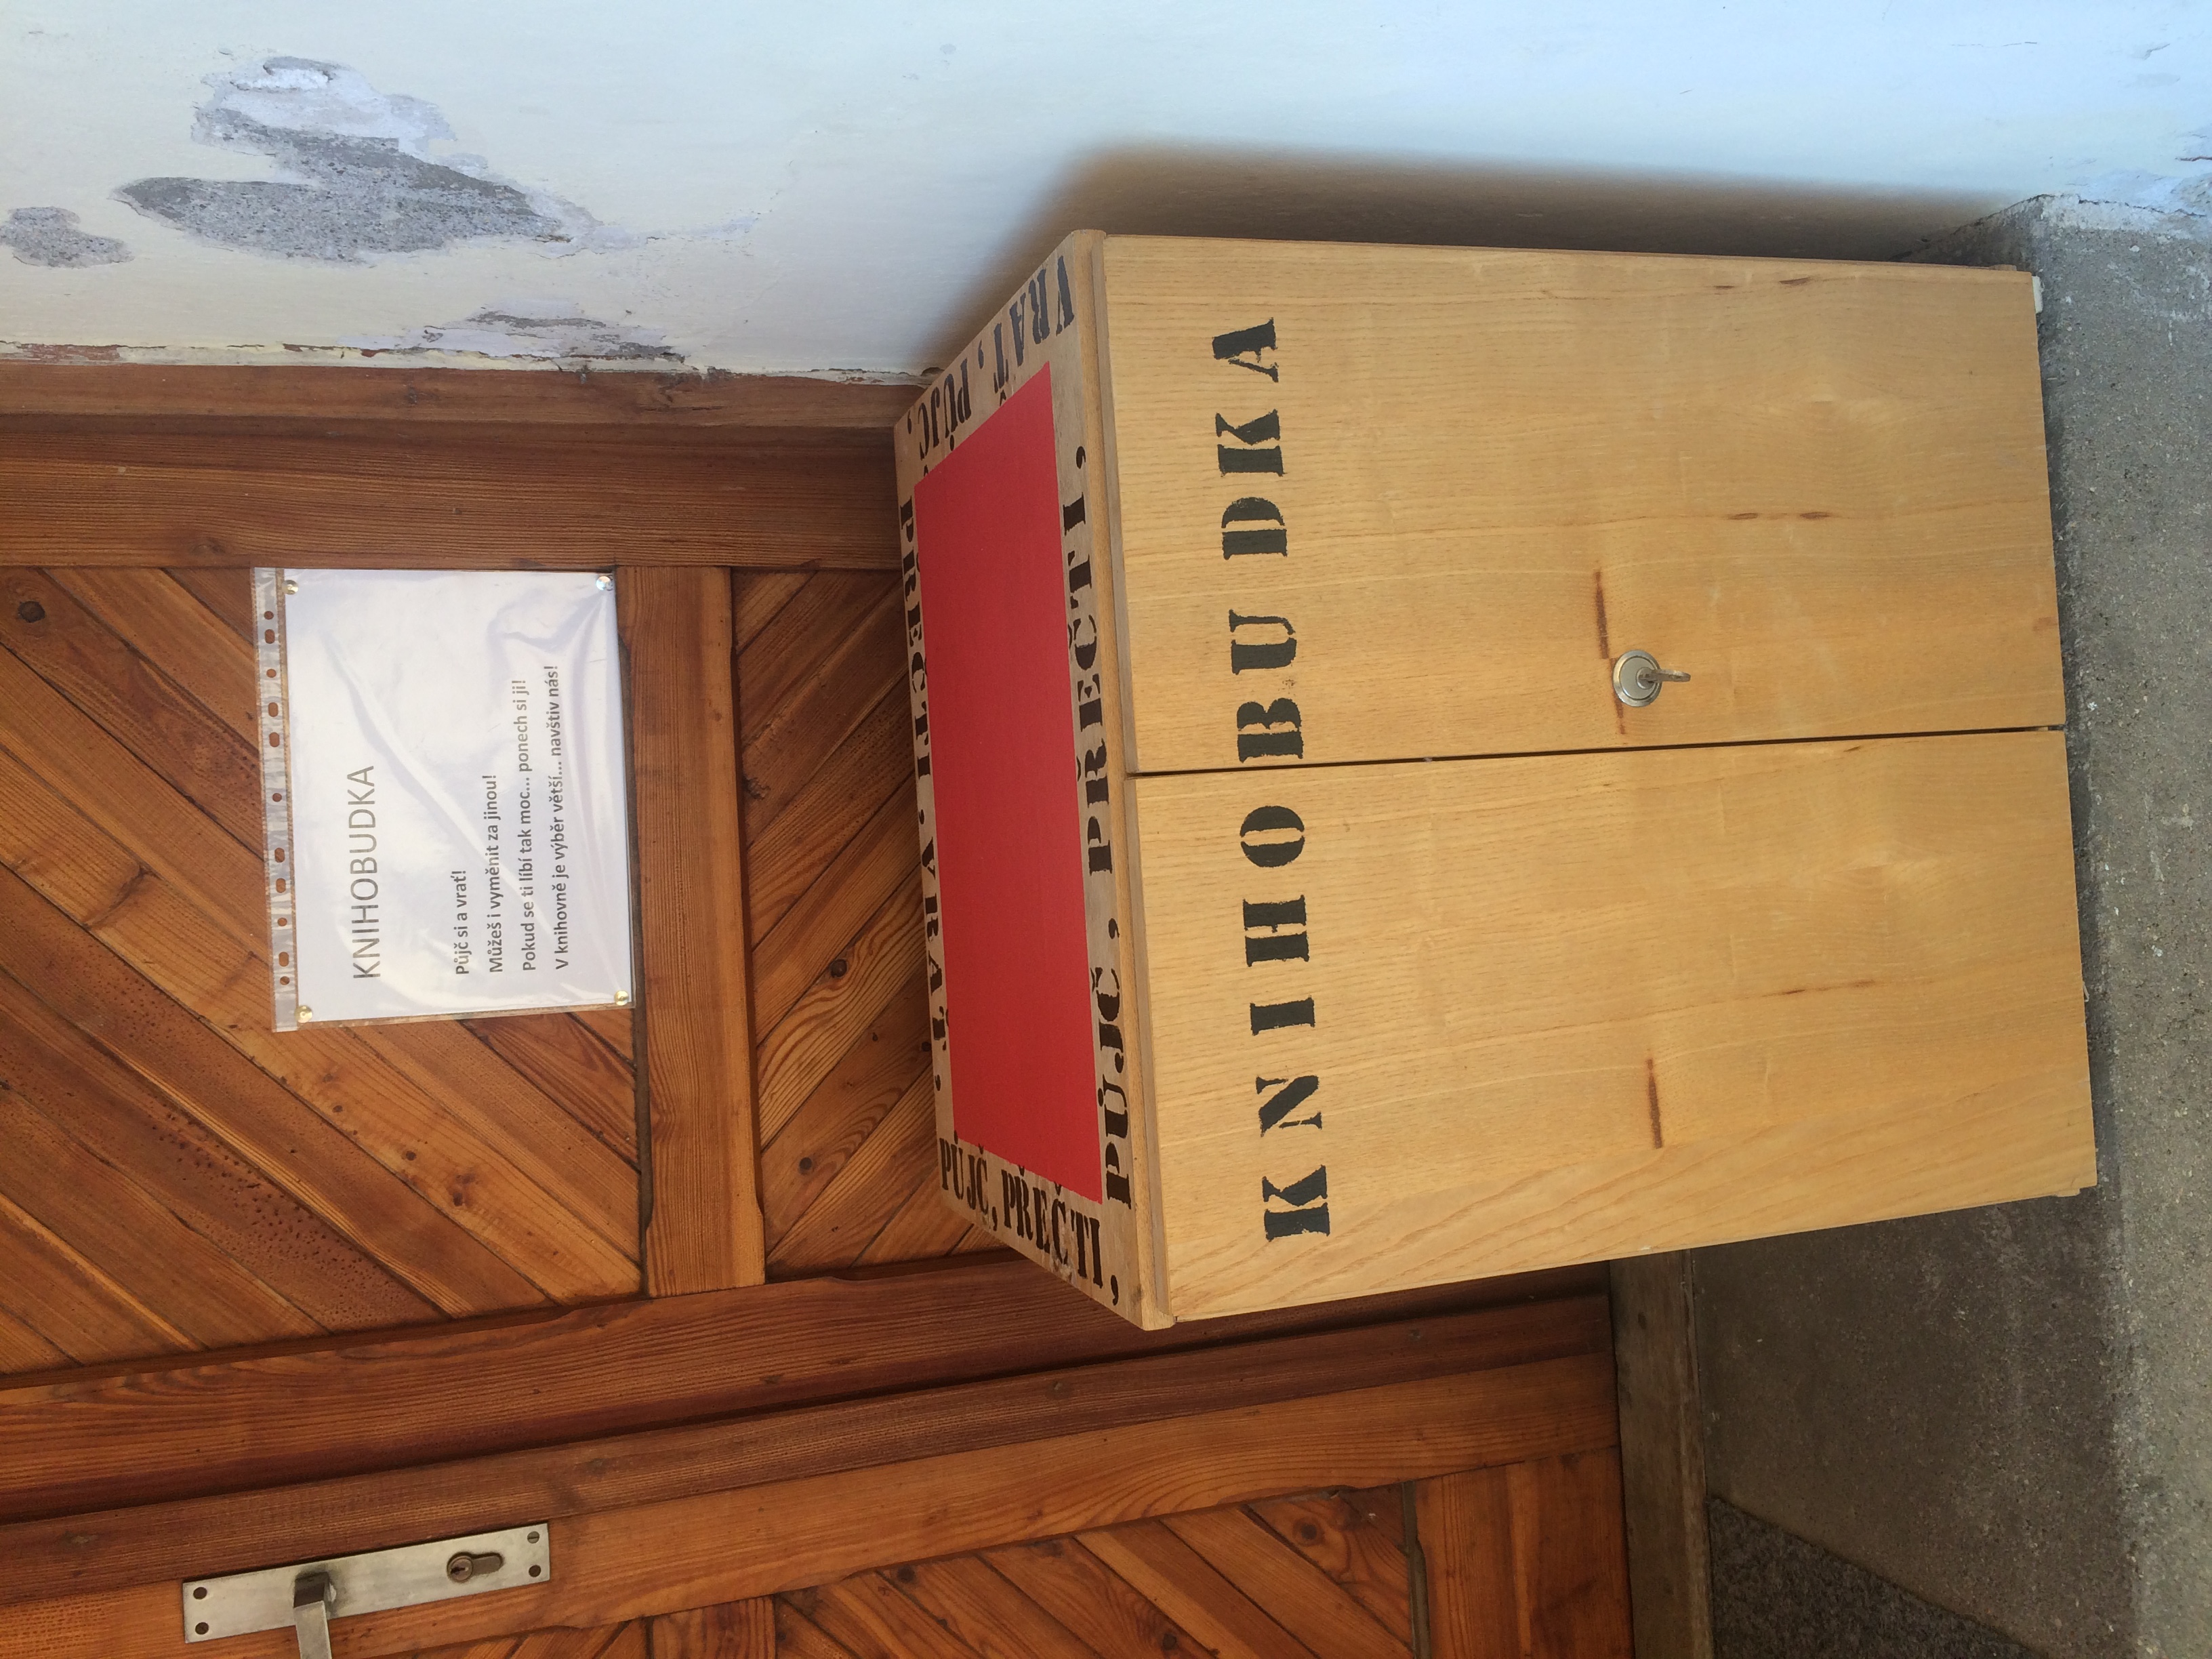 KNIHOBUDKA
Půjč si a vrať!
Můžeš i vyměnit za jinou!
Pokud se ti líbí tak moc... ponech si ji!
V knihovně je výběr větší... navštiv nás!
PŮJČ, PŘEČTI,
VRAŤ, PŮJČ,
PŘEČTI, VRAŤ,
PŮJČ, PŘEČTI,
KNIHOBUDKA